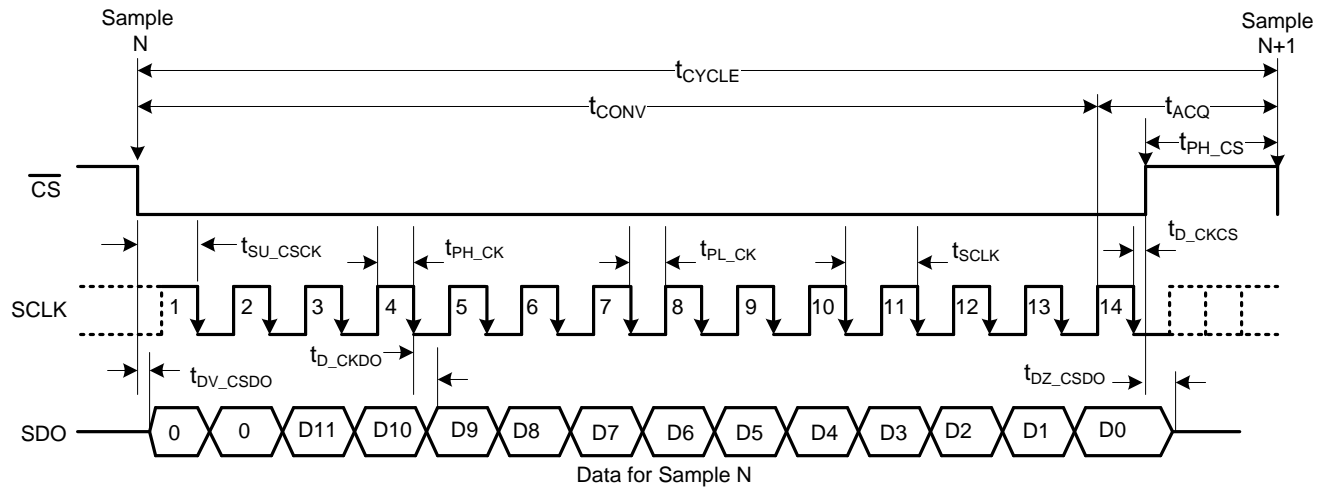 Sample
N
Sample
N+1
tCYCLE
tCONV
tACQ
tPH_CS
CS
tSU_CSCK
tPH_CK
tPL_CK
tSCLK
tD_CKCS
SCLK
1 2 3 4 5 6 7 8 9 10 11 12 13 14
tD_CKDO
tDV_CSDO
tDZ_CSDO
SDO
0 0 D11 D10 D9 D8 D7 D6 D5 D4 D3 D2 D1 D0
Data for Sample N